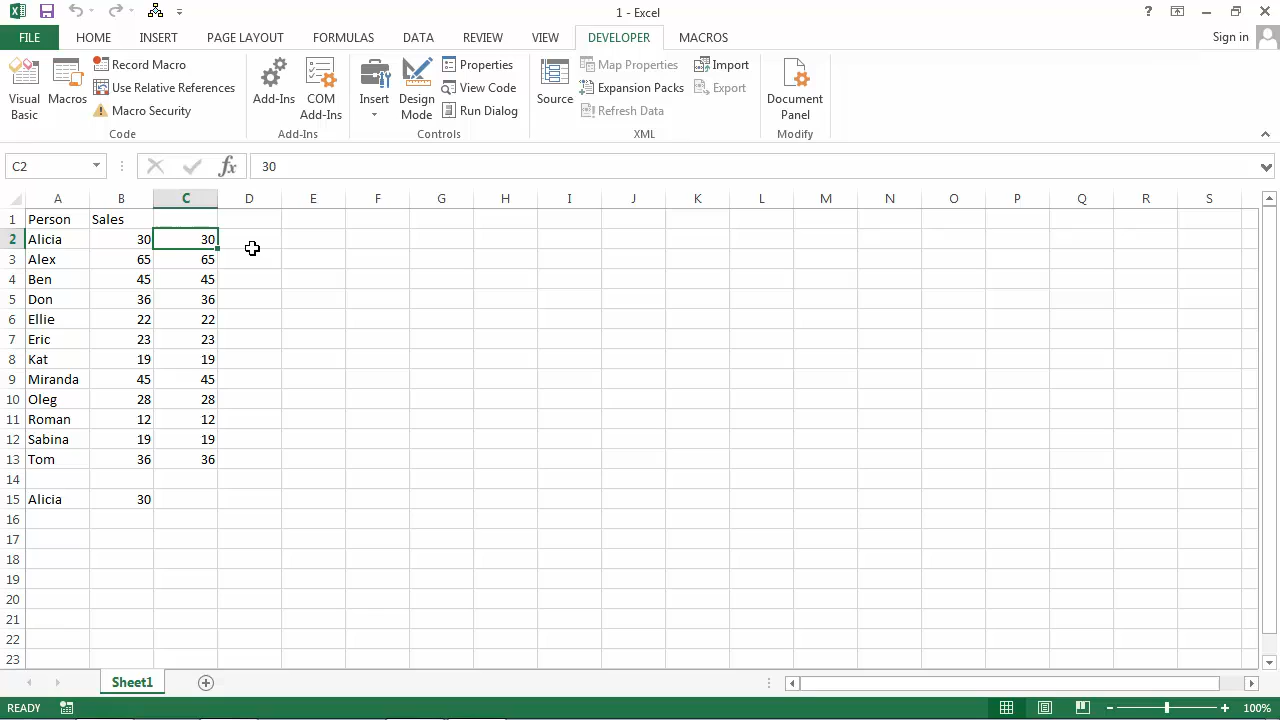 1 - Excel
?
FILE HOME INSERT PAGE LAYOUT FORMULAS DATA REVIEW VIEW DEVELOPER MACROS Sign in
Visual Basic
Macros
Record Macro
Use Relative References
Macro Security
Code
Add-Ins
COM Add-Ins
Add-Ins
Insert
Design Mode
Properties
View Code
Run Dialog
Controls
Source
Map Properties
Expansion Packs
Refresh Data
Import
Export
XML
Document Panel
Modify
C2 fx 30
A B C D E F G H I J K L M N O P Q R S
1 Person Sales
2 Alicia 30 30
3 Alex 65 65
4 Ben 45 45
5 Don 36 36
6 Ellie 22 22
7 Eric 23 23
8 Kat 19 19
9 Miranda 45 45
10 Oleg 28 28
11 Roman 12 12
12 Sabina 19 19
13 Tom 36 36
14
15 Alicia 30
16
17
18
19
20
21
22
23
Sheet1
READY 100%